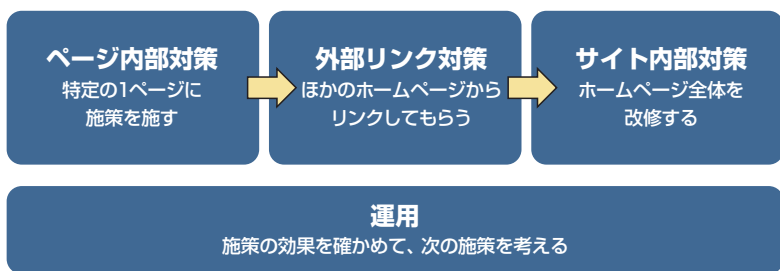 ページ内部対策
特定の1ページに
施策を施す
外部リンク対策
ほかのホームページから
リンクしてもらう
サイト内部対策
ホームページ全体を
改修する
運用
施策の効果を確かめて、次の施策を考える